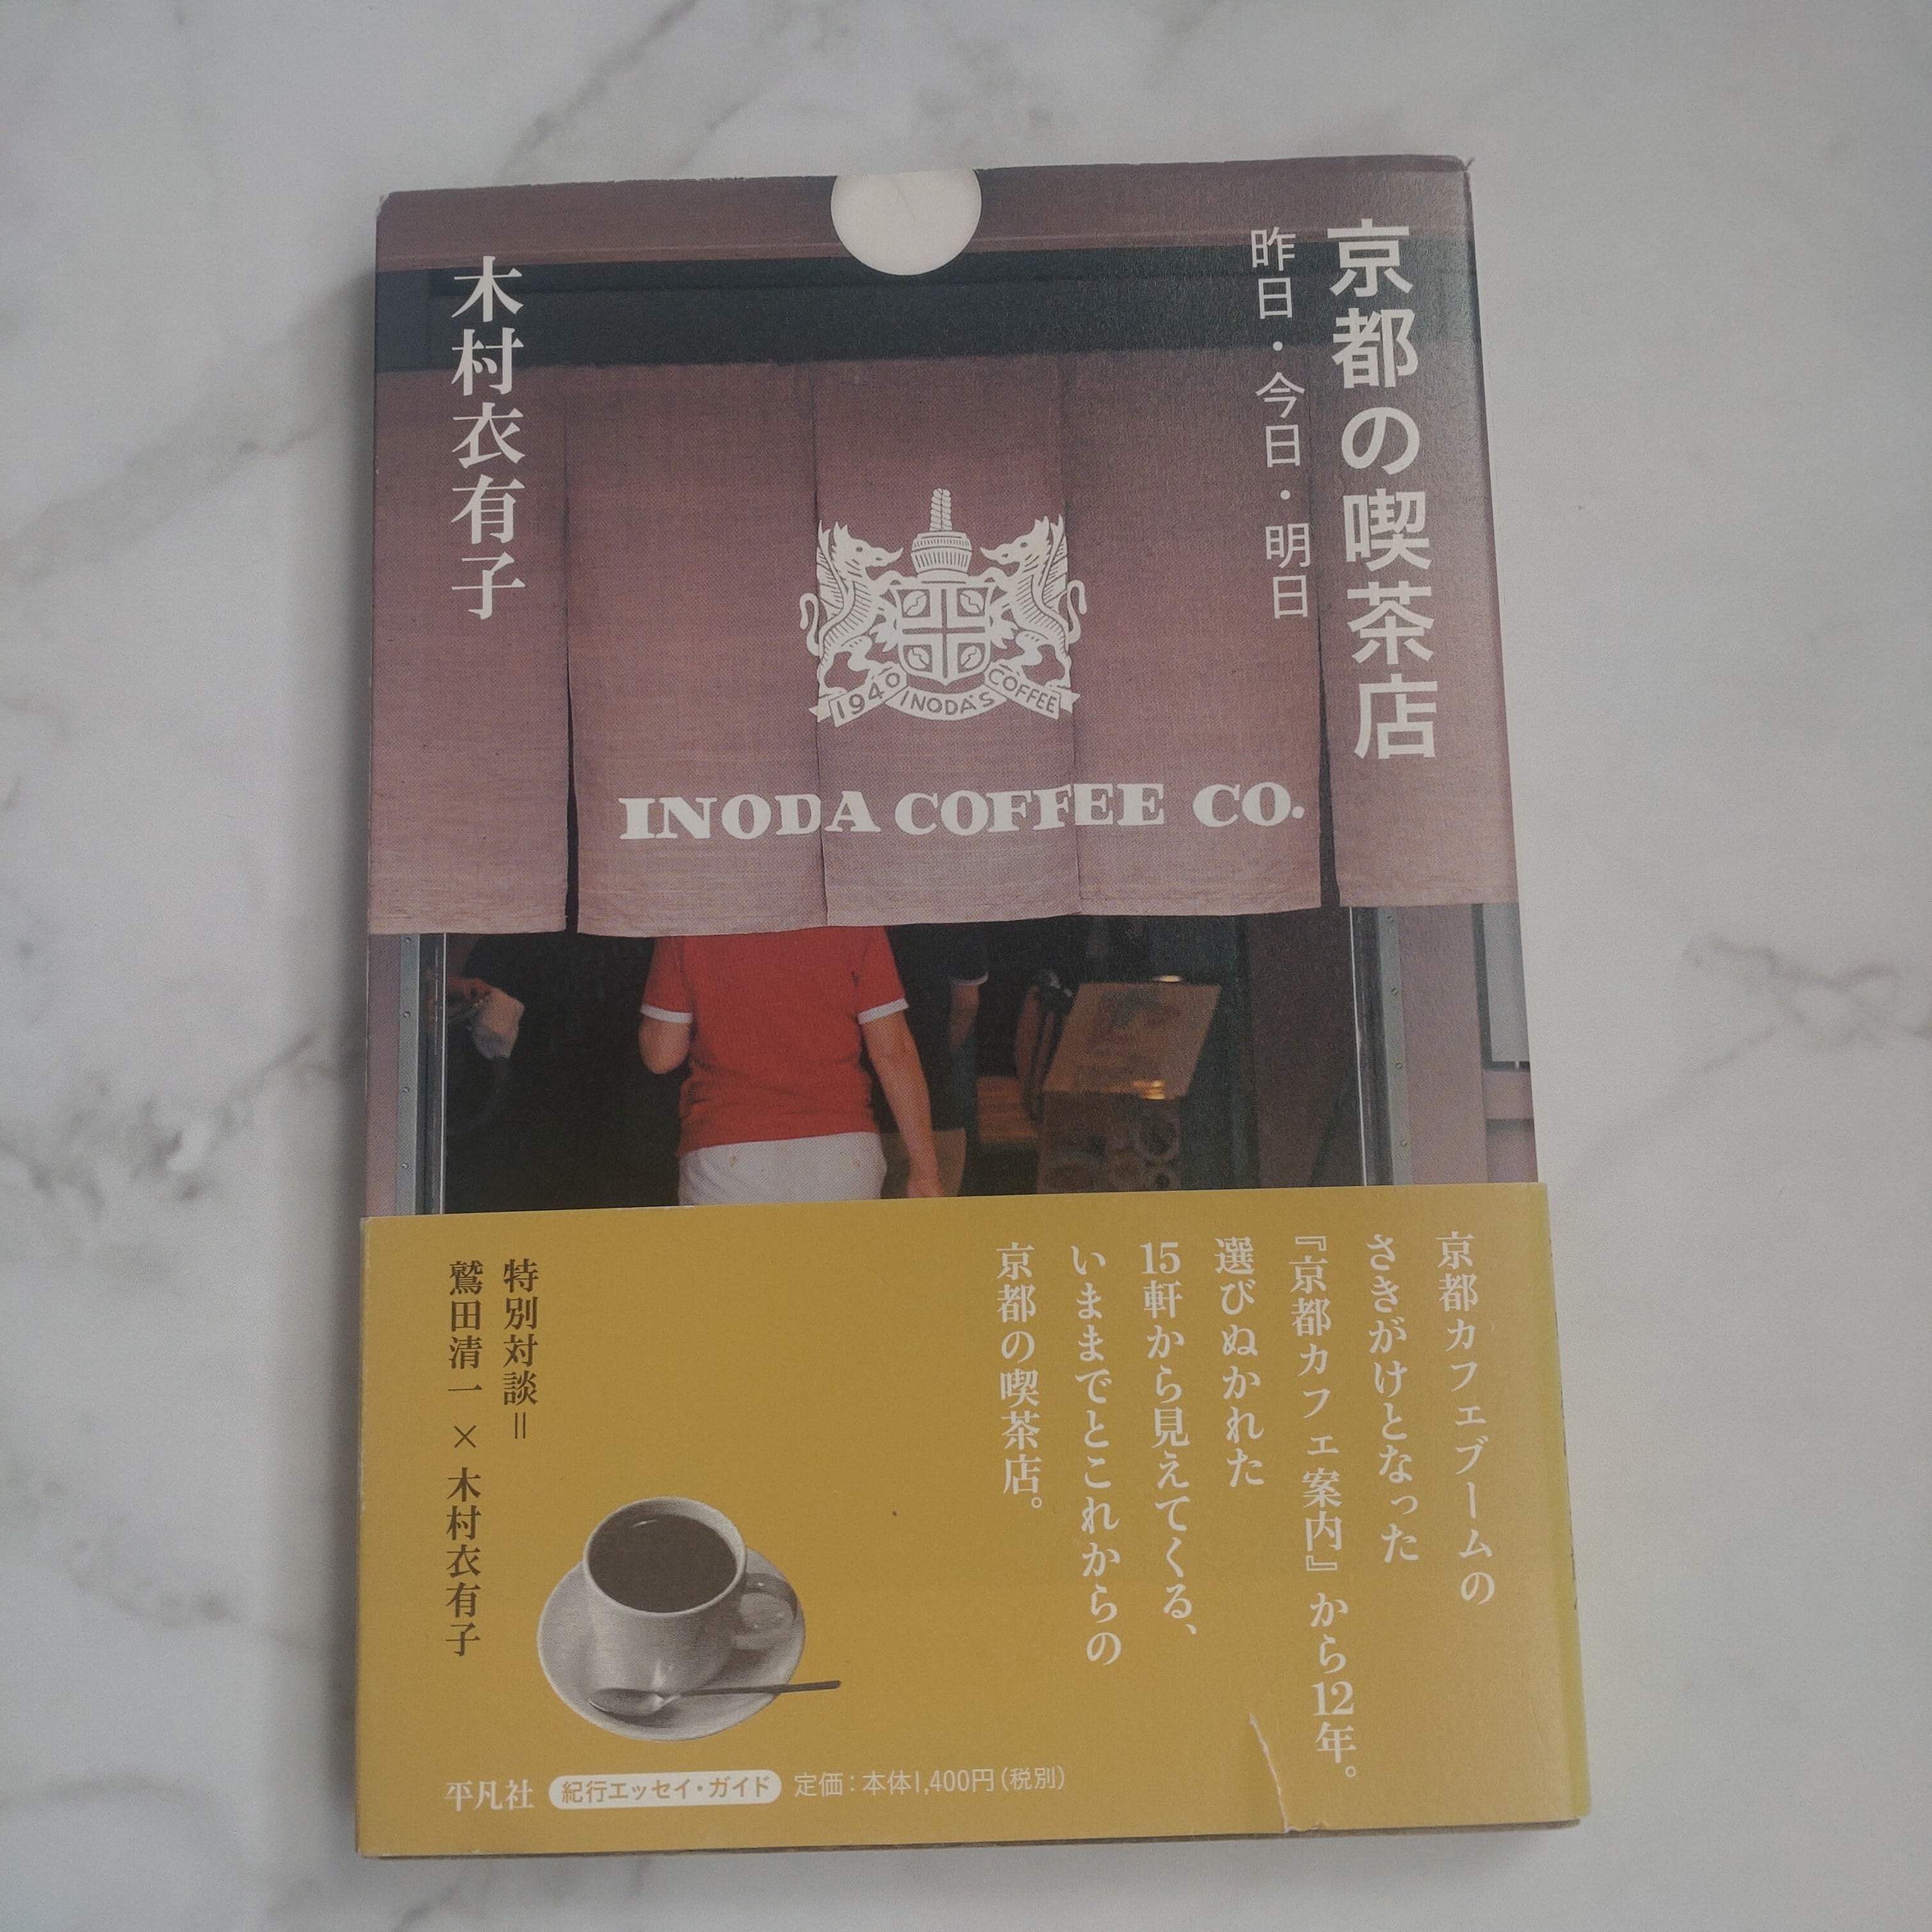 京都の喫茶店
昨日・今日・明日
木村衣有子
1940 INODA'S COFFEE
INODA COFFEE CO.
京都カフェブームの
さきがけとなった
『京都カフェ案内』から12年。
選びぬかれた
15軒から見えてくる、
いままでとこれからの
京都の喫茶店。
特別対談＝
鷲田清一×木村衣有子
平凡社 紀行エッセイ・ガイド 定価：本体1,400円（税別）